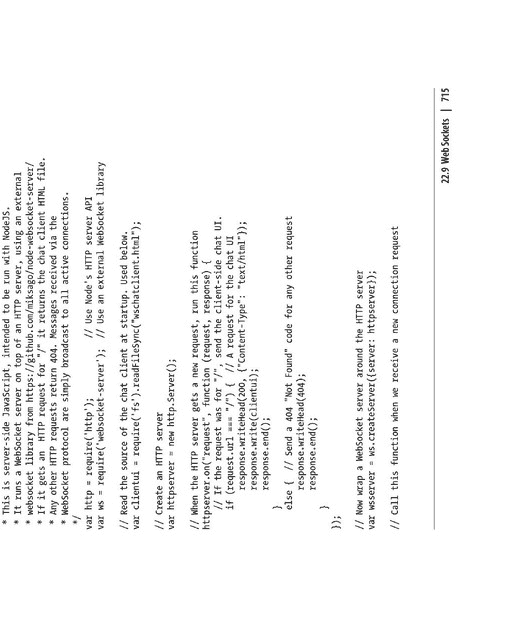 * This is server-side JavaScript, intended to be run with NodeJS.
* It runs a WebSocket server on top of an HTTP server, using an external
* websocket library from https://github.com/miksago/node-websocket-server/
* If it gets an  HTTP request for "/"  it returns the chat client HTML file.
* Any other HTTP requests return 404. Messages received via the
* WebSocket protocol are simply broadcast to all active connections.
*/
var http = require('http');            // Use Node's HTTP server API
var ws = require('websocket-server');  // Use an external WebSocket library
// Read the source of the chat client at startup. Used below.
var clientui = require('fs').readFileSync("wschatclient.html");
// Create an HTTP server
var httpserver = new http.Server();
// When the HTTP server gets a new request, run this function
httpserver.on("request", function (request, response) {
// If the request was for "/", send the client-side chat UI.
if (request.url === "/") {  // A request for the chat UI
response.writeHead(200, {"Content-Type": "text/html"});
response.write(clientui);
response.end();
}
else {  // Send a 404 "Not Found" code for any other request
response.writeHead(404);
response.end();
}
});
// Now wrap a WebSocket server around the HTTP server
var wsserver = ws.createServer({server: httpserver});
// Call this function when we receive a new connection request
22.9 WebSockets | 715